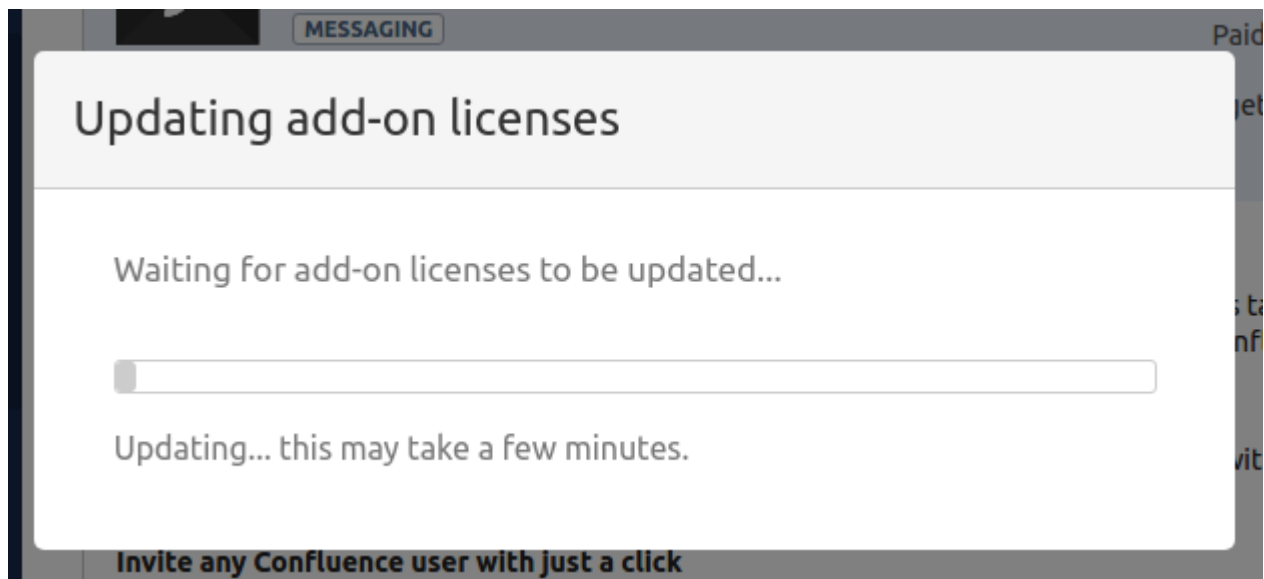 MESSAGING
Paid
Updating add-on licenses
Waiting for add-on licenses to be updated...
Updating... this may take a few minutes.
Invite any Confluence user with just a click